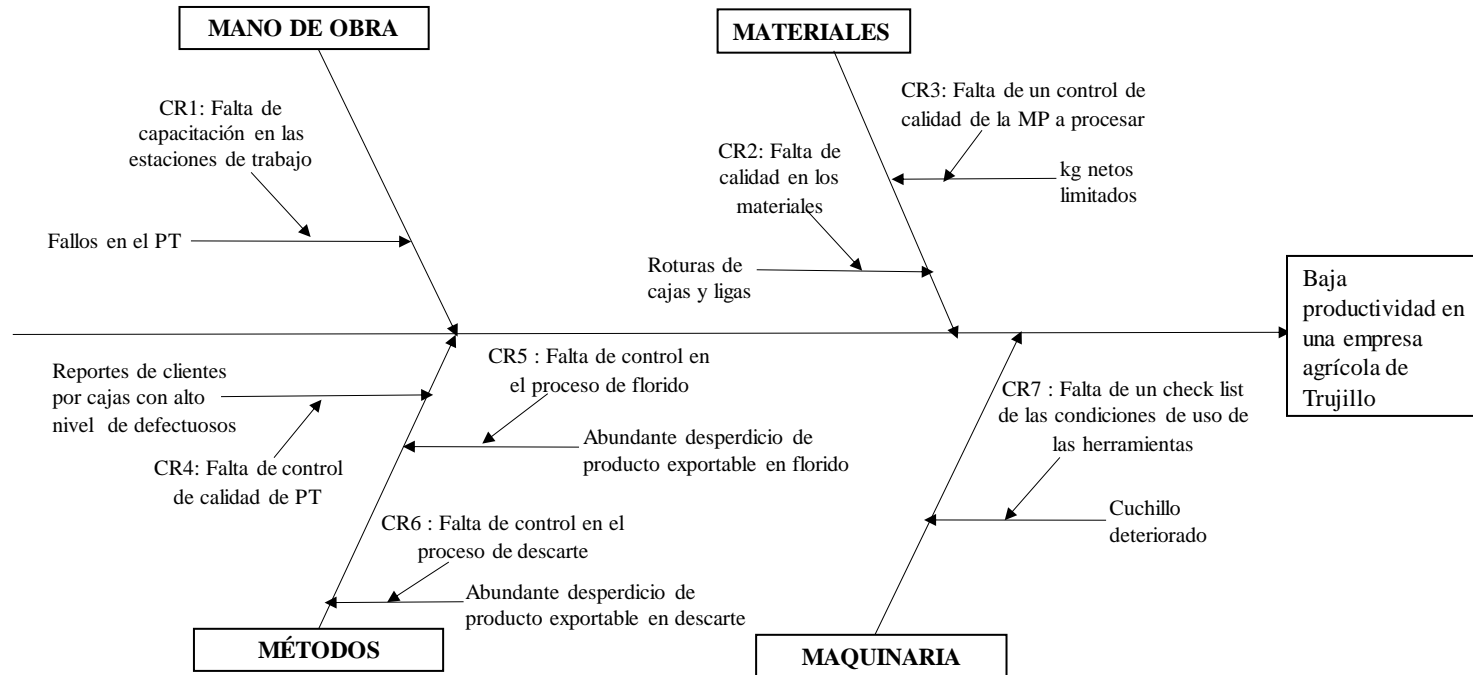 MANO DE OBRA
MATERIALES
CR1: Falta de
capacitación en las
estaciones de trabajo
Fallos en el PT
CR2: Falta de
calidad en los
materiales
Roturas de
cajas y ligas
CR3: Falta de un control de
calidad de la MP a procesar
kg netos
limitados
Baja
productividad en
una empresa
agrícola de
Trujillo
Reportes de clientes
por cajas con alto
nivel de defectuosos
CR4: Falta de control
de calidad de PT
CR5 : Falta de control en
el proceso de florido
Abundante desperdicio de
producto exportable en florido
CR6 : Falta de control en el
proceso de descarte
Abundante desperdicio de
producto exportable en descarte
CR7 : Falta de un check list
de las condiciones de uso de
las herramientas
Cuchillo
deteriorado
MÉTODOS
MAQUINARIA